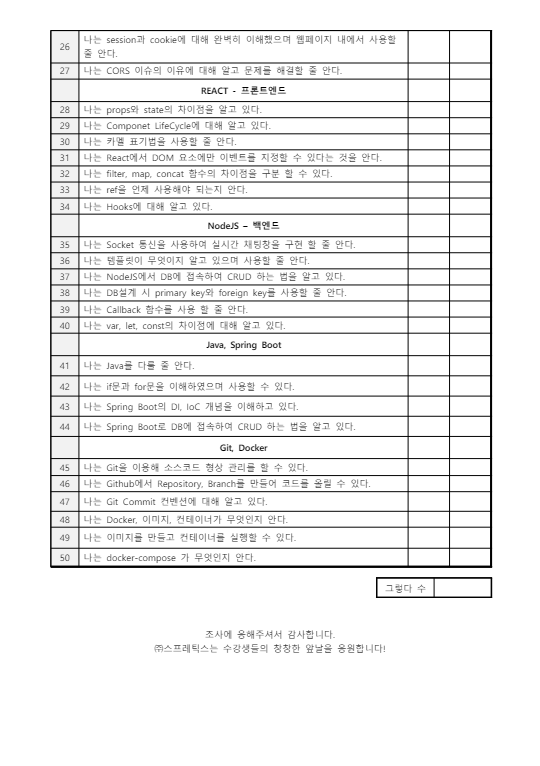 26 나는 session과 cookie에 대해 완벽히 이해했으며 웹페이지 내에서 사용할
줄 안다.
27 나는 CORS 이슈의 이유에 대해 알고 문제를 해결할 줄 안다.
REACT - 프론트엔드
28 나는 props와 state의 차이점을 알고 있다.
29 나는 Componet LifeCycle에 대해 알고 있다.
30 나는 카멜 표기법을 사용할 줄 안다.
31 나는 React에서 DOM 요소에만 이벤트를 지정할 수 있다는 것을 안다.
32 나는 filter, map, concat 함수의 차이점을 구분 할 수 있다.
33 나는 ref을 언제 사용해야 되는지 안다.
34 나는 Hooks에 대해 알고 있다.
NodeJS – 백엔드
35 나는 Socket 통신을 사용하여 실시간 채팅창을 구현 할 줄 안다.
36 나는 템플릿이 무엇이지 알고 있으며 사용할 줄 안다.
37 나는 NodeJS에서 DB에 접속하여 CRUD 하는 법을 알고 있다.
38 나는 DB설계 시 primary key와 foreign key를 사용할 줄 안다.
39 나는 Callback 함수를 사용 할 줄 안다.
40 나는 var, let, const의 차이점에 대해 알고 있다.
Java, Spring Boot
41 나는 Java를 다룰 줄 안다.
42 나는 if문과 for문을 이해하였으며 사용할 수 있다.
43 나는 Spring Boot의 DI, IoC 개념을 이해하고 있다.
44 나는 Spring Boot로 DB에 접속하여 CRUD 하는 법을 알고 있다.
Git, Docker
45 나는 Git을 이용해 소스코드 형상 관리를 할 수 있다.
46 나는 Github에서 Repository, Branch를 만들어 코드를 올릴 수 있다.
47 나는 Git Commit 컨벤션에 대해 알고 있다.
48 나는 Docker, 이미지, 컨테이너가 무엇인지 안다.
49 나는 이미지를 만들고 컨테이너를 실행할 수 있다.
50 나는 docker-compose 가 무엇인지 안다.
그렇다 수
조사에 응해주셔서 감사합니다.
㈜스프레틱스는 수강생들의 창창한 앞날을 응원합니다!